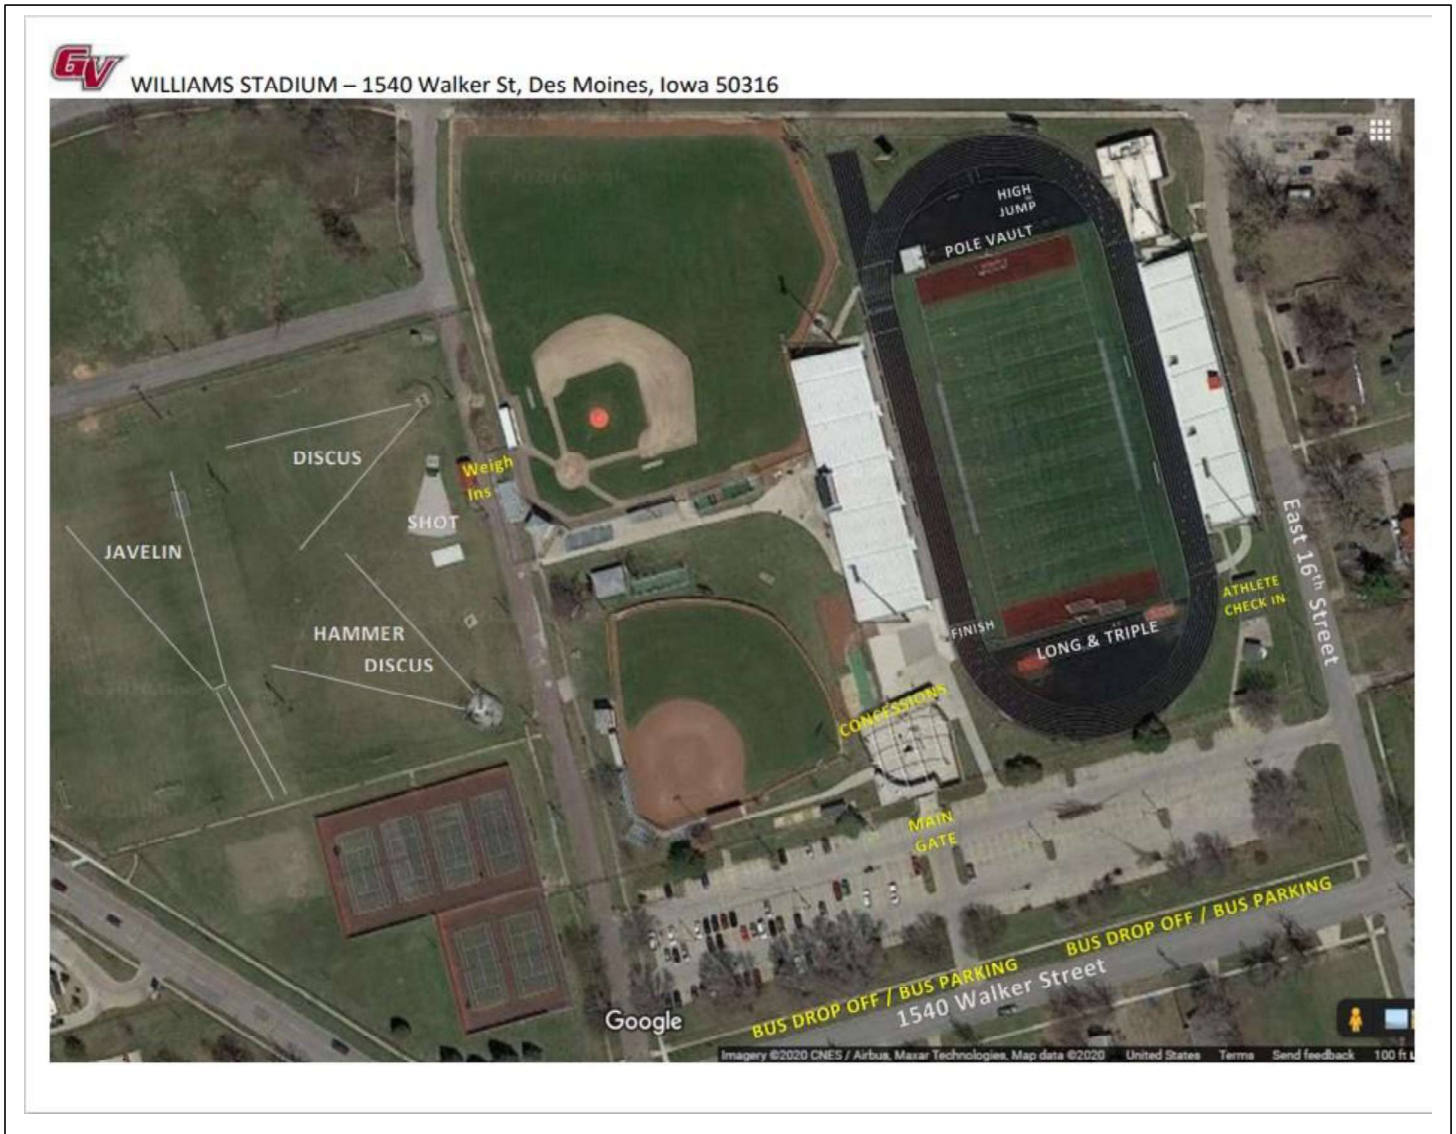 GV
WILLIAMS STADIUM – 1540 Walker St, Des Moines, Iowa 50316
HIGH
JUMP
POLE VAULT
DISCUS
Weigh
Ins
SHOT
JAVELIN
East 16th Street
ATHLETE
CHECK IN
HAMMER
DISCUS
FINISH
LONG & TRIPLE
CONCESSIONS
MAIN
GATE
BUS DROP OFF / BUS PARKING
BUS DROP OFF / BUS PARKING
1540 Walker Street
Google
Imagery ©2020 CNES / Airbus, Maxar Technologies, Map data ©2020 United States Terms Send feedback 100 ft